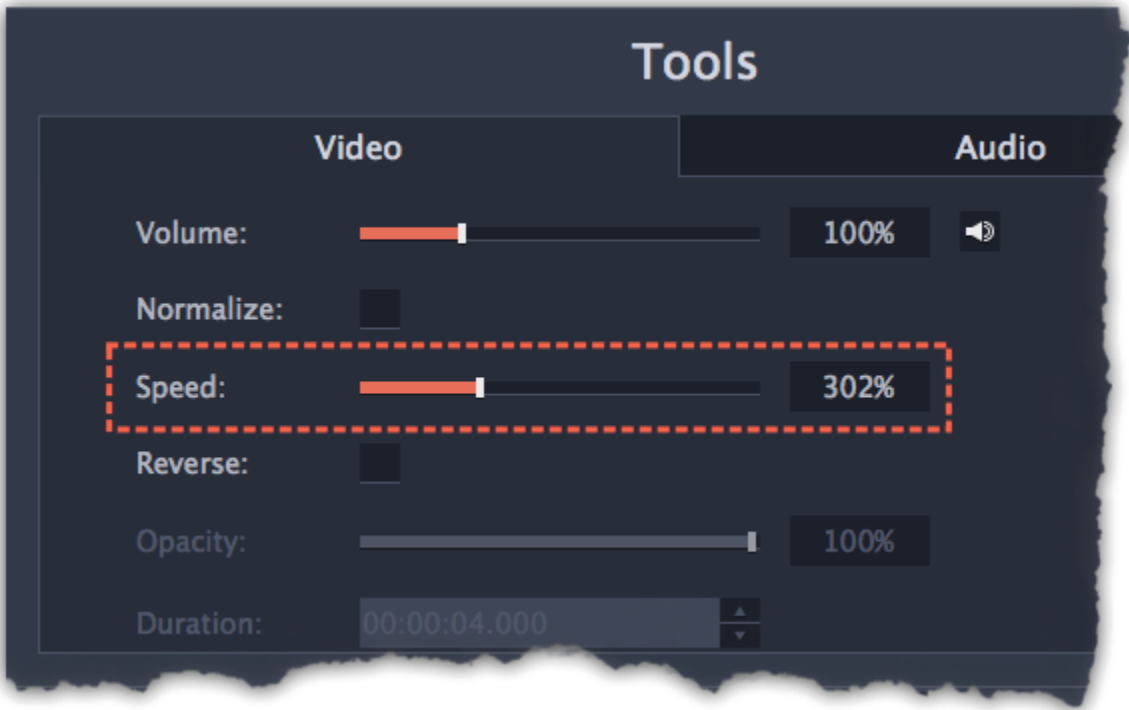 Tools
Video Audio
Volume: 100%
Normalize:
Speed: 302%
Reverse:
Opacity: 100%
Duration: 00:00:04.000